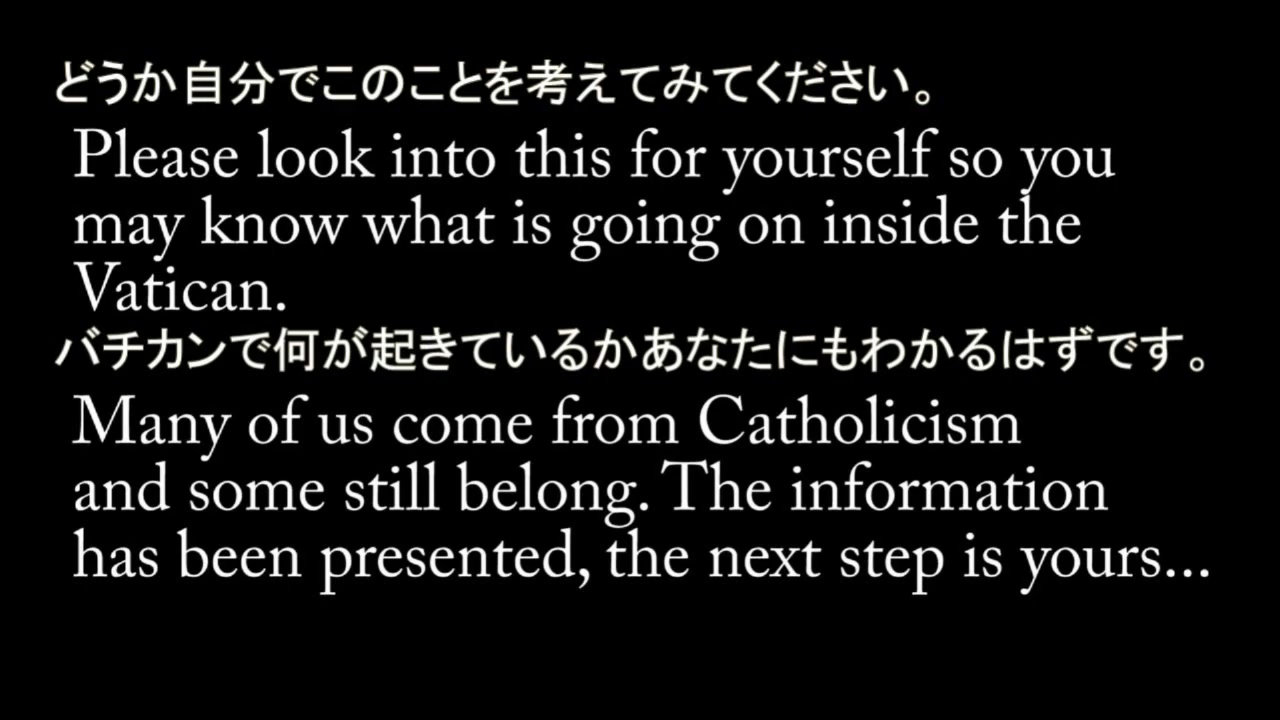 どうか自分でこのことを考えてみてください。
Please look into this for yourself so you
may know what is going on inside the
Vatican.
バチカンで何が起きているかあなたにもわかるはずです。
Many of us come from Catholicism
and some still belong. The information
has been presented, the next step is yours...